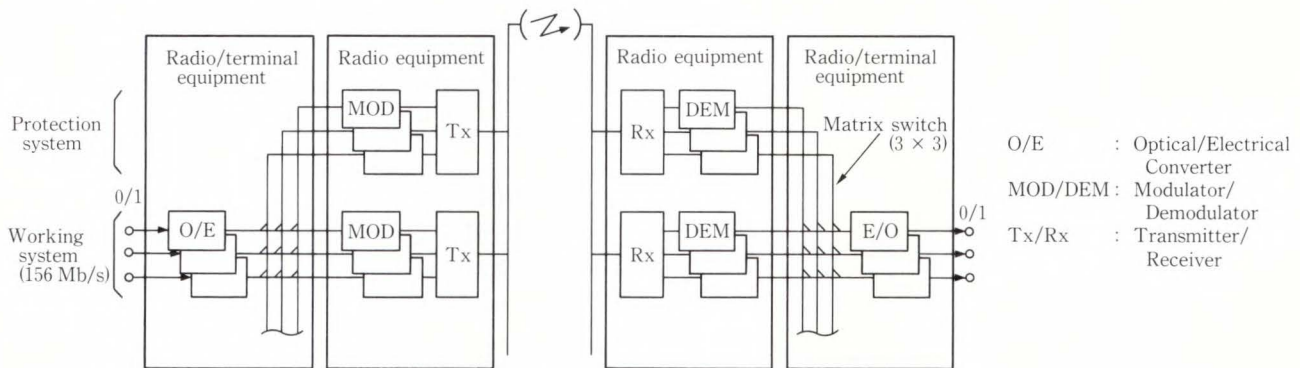 Radio/terminal
equipment
Radio equipment
Radio equipment
Radio/terminal
equipment
Protection
system
MOD
Tx
Rx
DEM
Matrix switch
(3 × 3)
0/1
Working
system
(156 Mb/s)
O/E
MOD
Tx
Rx
DEM
E/O
0/1
O/E : Optical/Electrical
Converter
MOD/DEM : Modulator/
Demodulator
Tx/Rx : Transmitter/
Receiver